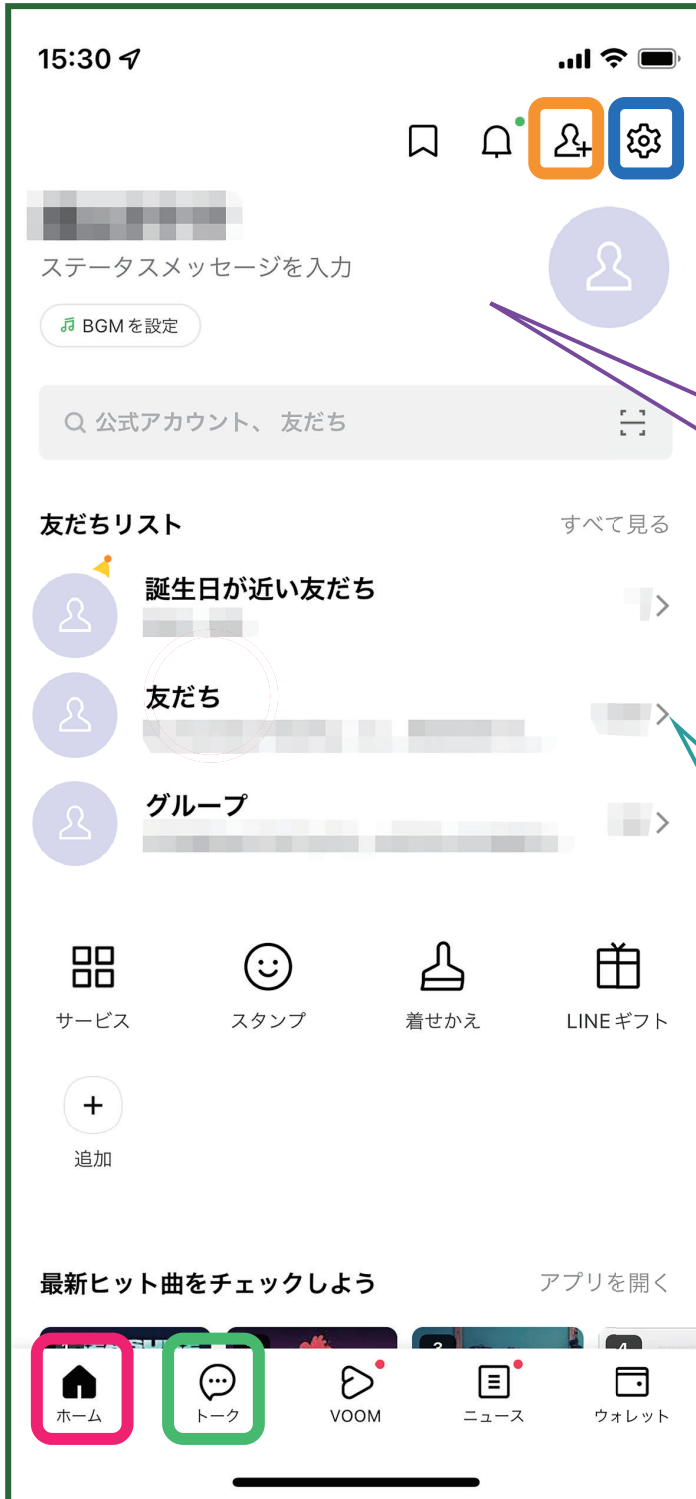 15:30
ステータスメッセージを入力
BGMを設定
公式アカウント、友だち
友だちリスト
すべて見る
誕生日が近い友だち
友だち
グループ
サービス
スタンプ
着せかえ
LINEギフト
追加
最新ヒット曲をチェックしよう
アプリを開く
3
ホーム
トーク
VOOM
ニュース
ウォレット